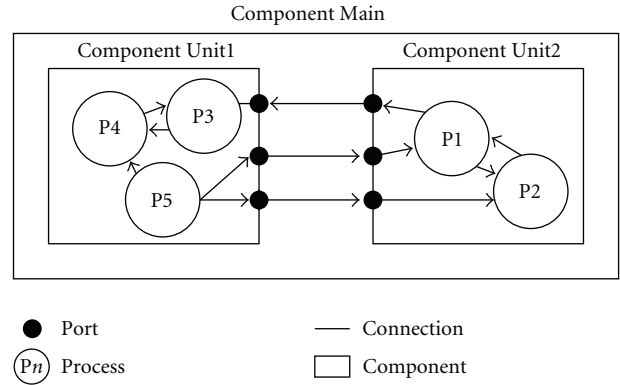 Component Main
Component Unit1
Component Unit2
P4
P3
P5
P1
P2
Port
Connection
Pn
Process
Component